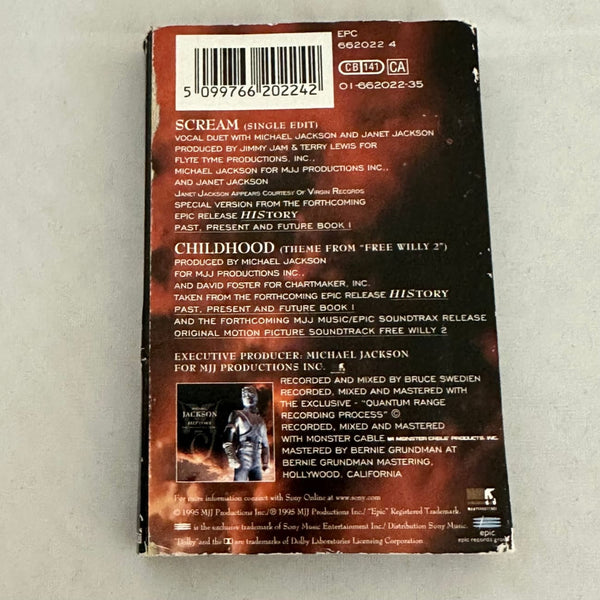 EPC
662022 4
CB 141 CA
01-662022-35
5 099766 202242
SCREAM (SINGLE EDIT)
VOCAL DUET WITH MICHAEL JACKSON AND JANET JACKSON
PRODUCED BY JIMMY JAM & TERRY LEWIS FOR
FLYTE TYME PRODUCTIONS, INC.,
MICHAEL JACKSON FOR MJJ PRODUCTIONS INC.,
AND JANET JACKSON
JANET JACKSON APPEARS COURTESY OF VIRGIN RECORDS
SPECIAL VERSION FROM THE FORTHCOMING
EPIC RELEASE HISTORY
PAST, PRESENT AND FUTURE BOOK I
CHILDHOOD (THEME FROM "FREE WILLY 2")
PRODUCED BY MICHAEL JACKSON
FOR MJJ PRODUCTIONS INC.,
AND DAVID FOSTER FOR CHARTMAKER, INC.
TAKEN FROM THE FORTHCOMING EPIC RELEASE HISTORY
PAST, PRESENT AND FUTURE BOOK I
AND THE FORTHCOMING MJJ MUSIC/EPIC SOUNDTRAX RELEASE
ORIGINAL MOTION PICTURE SOUNDTRACK FREE WILLY 2
EXECUTIVE PRODUCER: MICHAEL JACKSON
FOR MJJ PRODUCTIONS INC.
RECORDED AND MIXED BY BRUCE SWEDIEN
RECORDED, MIXED AND MASTERED WITH
THE EXCLUSIVE - "QUANTUM RANGE
RECORDING PROCESS" ©
RECORDED, MIXED AND MASTERED
WITH MONSTER CABLE MONSTER CABLE PRODUCTS, INC.
MASTERED BY BERNIE GRUNDMAN AT
BERNIE GRUNDMAN MASTERING,
HOLLYWOOD, CALIFORNIA
JACKSON
HISTORY
For more information connect with Sony Online at www.sony.com
© 1995 MJJ Productions Inc./℗ 1995 MJJ Productions Inc./ "Epic" Registered Trademark.
is the exclusive trademark of Sony Music Entertainment Inc./ Distribution Sony Music.
"Dolby" and the are trademarks of Dolby Laboratories Licensing Corporation.
epic
epic records group